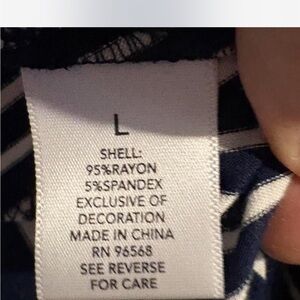 L
SHELL:
95%RAYON
5%SPANDEX
EXCLUSIVE OF
DECORATION
MADE IN CHINA
RN 96568
SEE REVERSE
FOR CARE